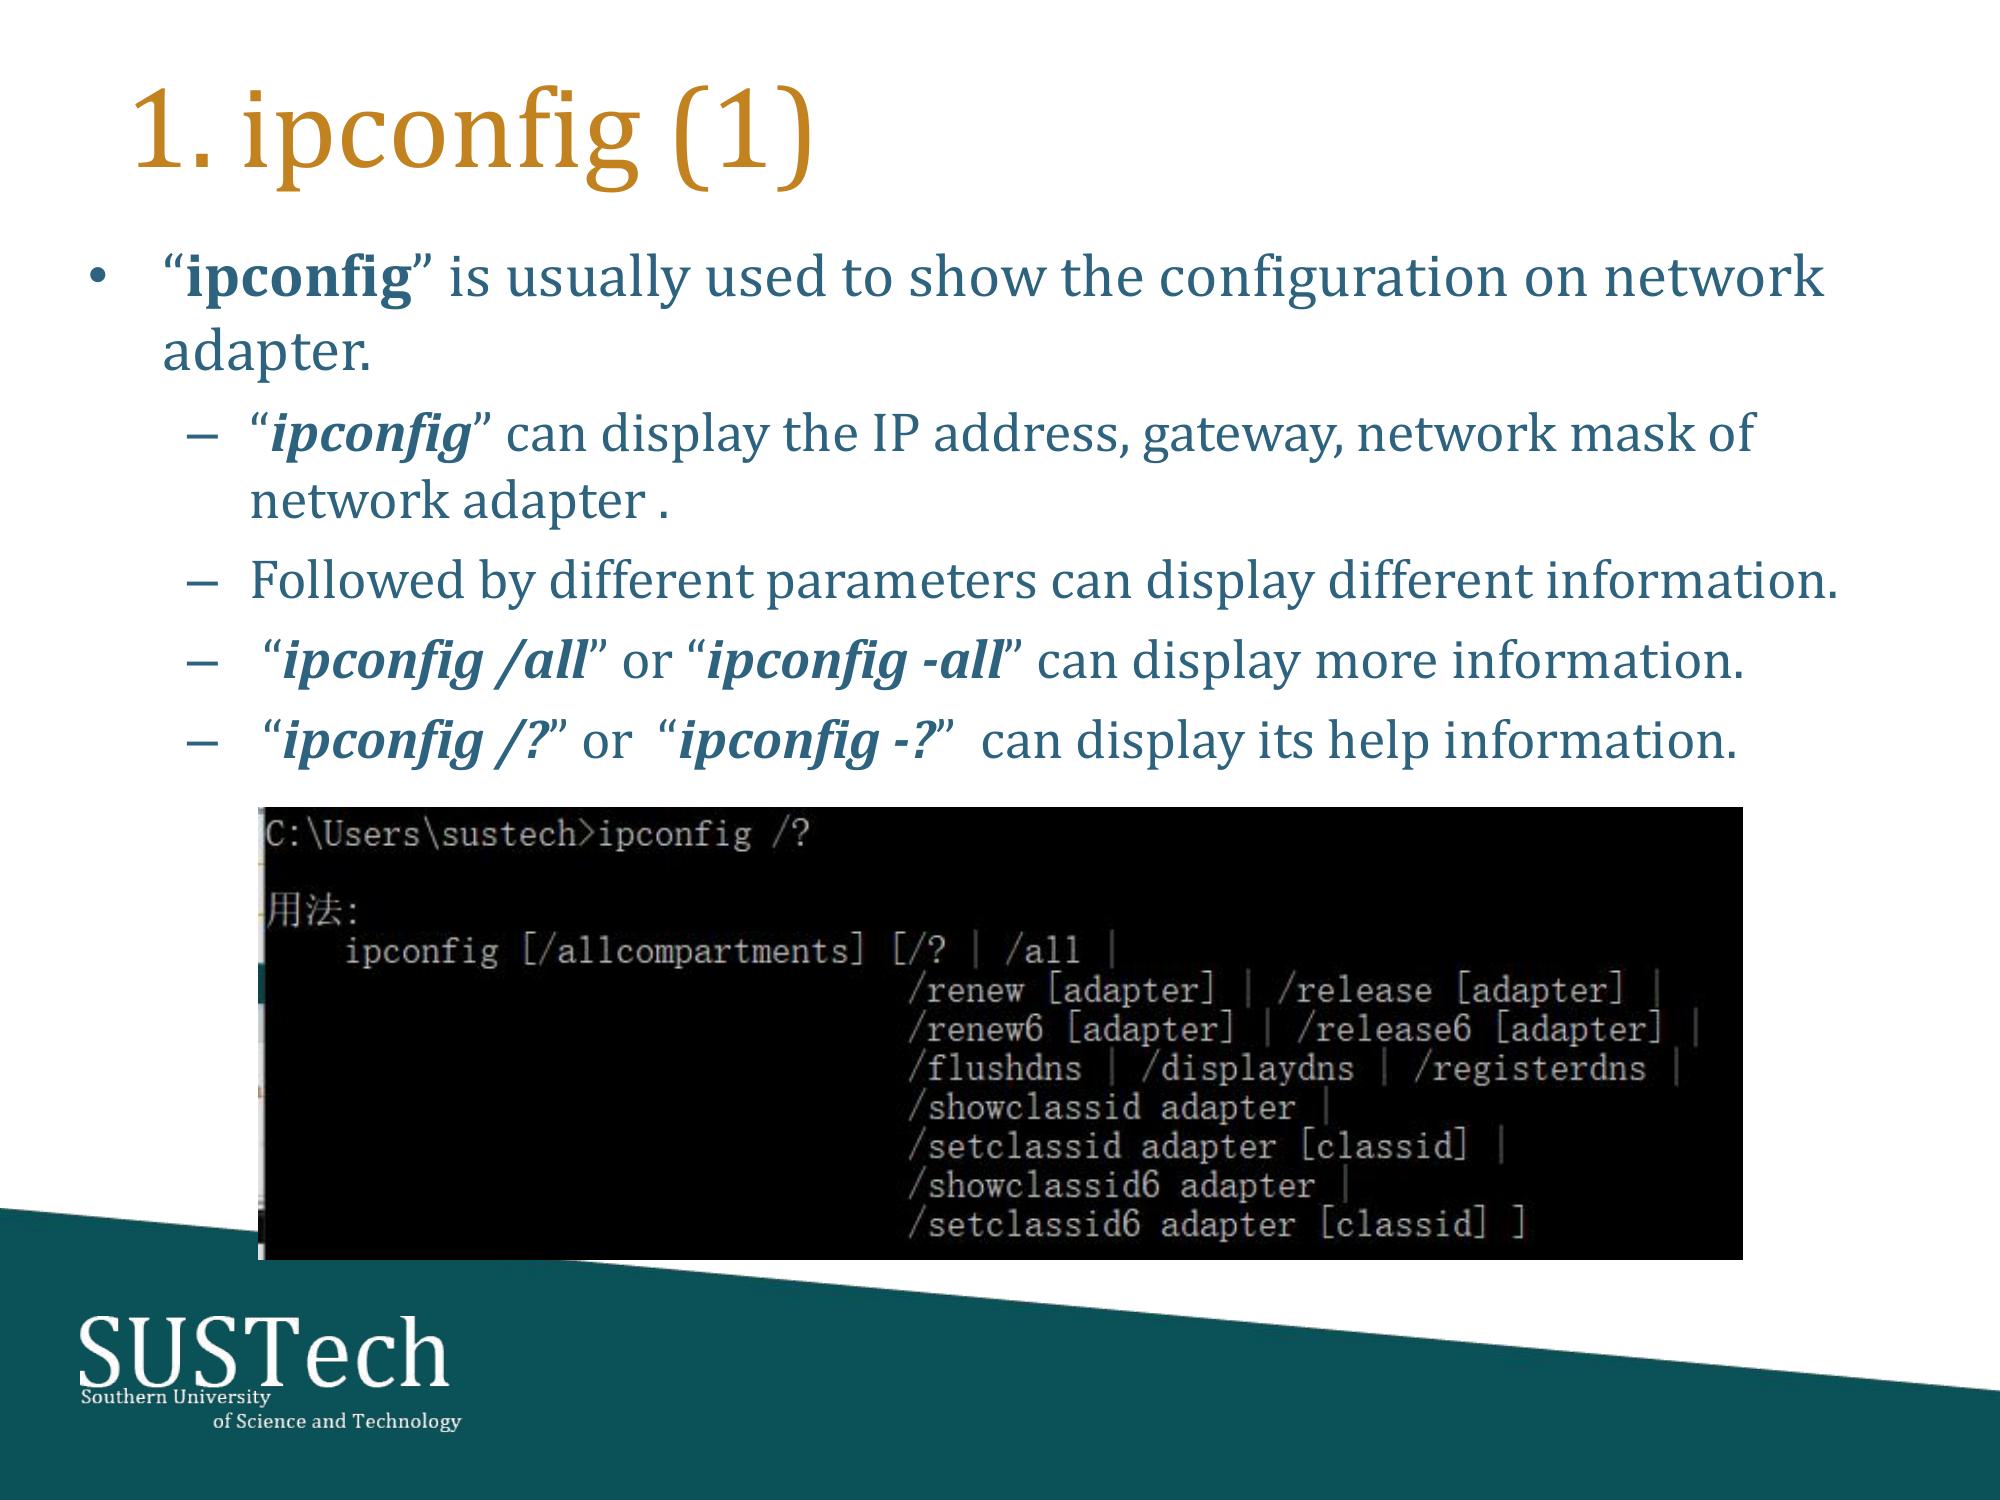 1. ipconfig (1)
• “ipconfig” is usually used to show the configuration on network
adapter.
– “ipconfig” can display the IP address, gateway, network mask of
network adapter .
– Followed by different parameters can display different information.
– “ipconfig /all” or “ipconfig -all” can display more information.
– “ipconfig /?” or “ipconfig -?” can display its help information.
C:\Users\sustech>ipconfig /?
用法:
ipconfig [/allcompartments] [/? | /all |
/renew [adapter] | /release [adapter] |
/renew6 [adapter] | /release6 [adapter] |
/flushdns | /displaydns | /registerdns |
/showclassid adapter |
/setclassid adapter [classid] |
/showclassid6 adapter |
/setclassid6 adapter [classid] ]
SUSTech
Southern University
of Science and Technology